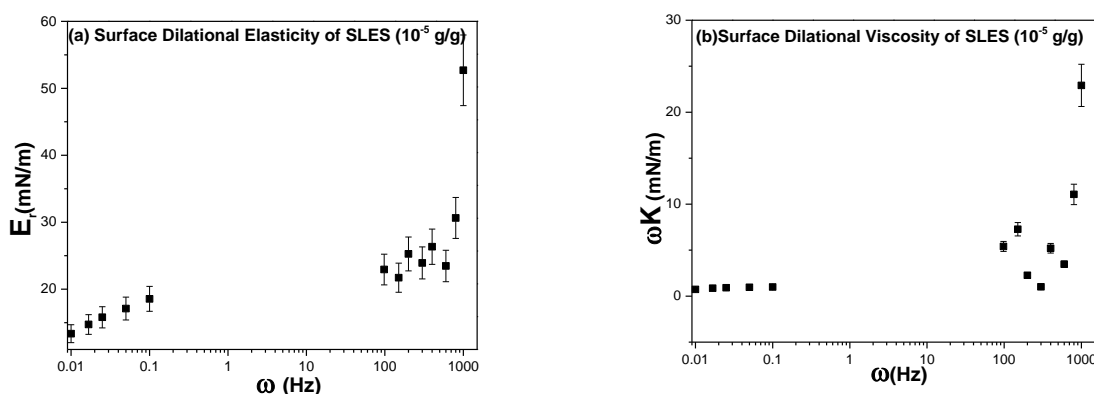 (a) Surface Dilational Elasticity of SLES (10⁻⁵ g/g)
60
50
40
30
20
Eᵣ(mN/m)
0.01 0.1 1 10 100 1000
ω (Hz)
(b)Surface Dilational Viscosity of SLES (10⁻⁵ g/g)
30
20
10
0
ωK (mN/m)
0.01 0.1 1 10 100 1000
ω(Hz)